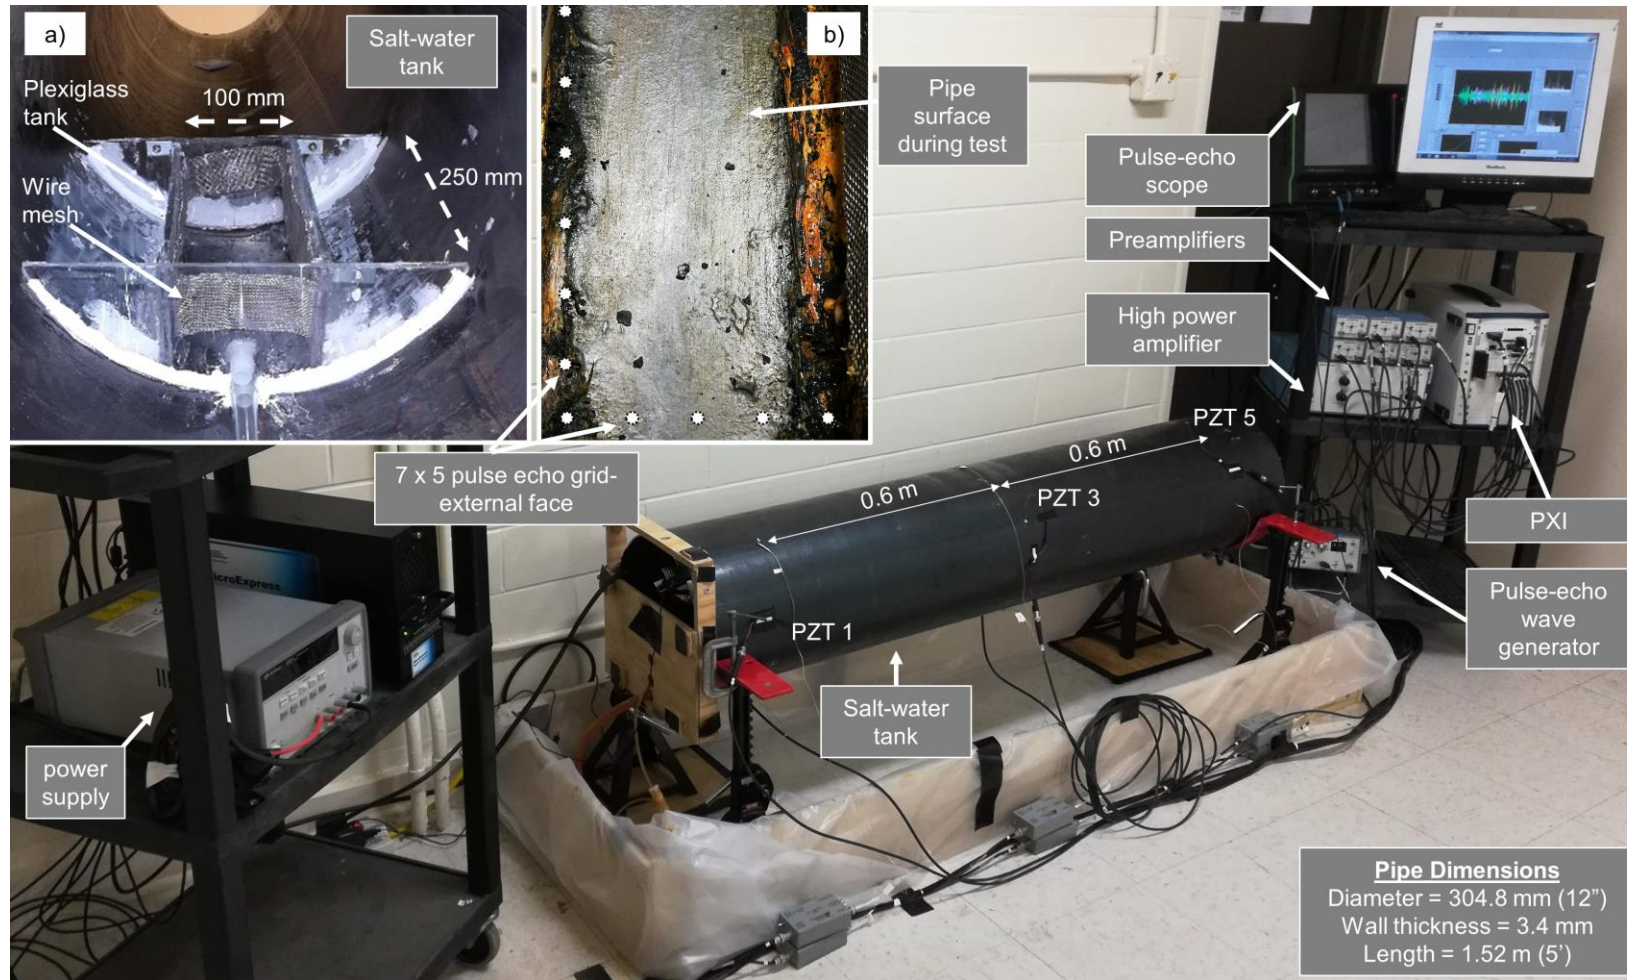 a)
Salt-water
tank
Plexiglass
tank
100 mm
Wire
mesh
250 mm
b)
Pipe
surface
during test
Pulse-echo
scope
Preamplifiers
High power
amplifier
7 x 5 pulse echo grid-
external face
0.6 m
0.6 m
PZT 5
PZT 3
PZT 1
PXI
Pulse-echo
wave
generator
Salt-water
tank
power
supply
MicroExpress
Pipe Dimensions
Diameter = 304.8 mm (12”)
Wall thickness = 3.4 mm
Length = 1.52 m (5’)